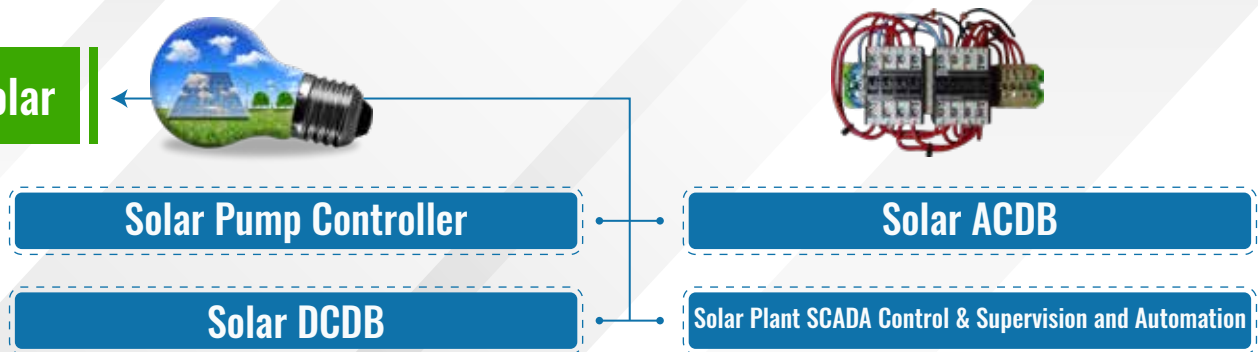 olar
Solar Pump Controller
Solar ACDB
Solar DCDB
Solar Plant SCADA Control & Supervision and Automation